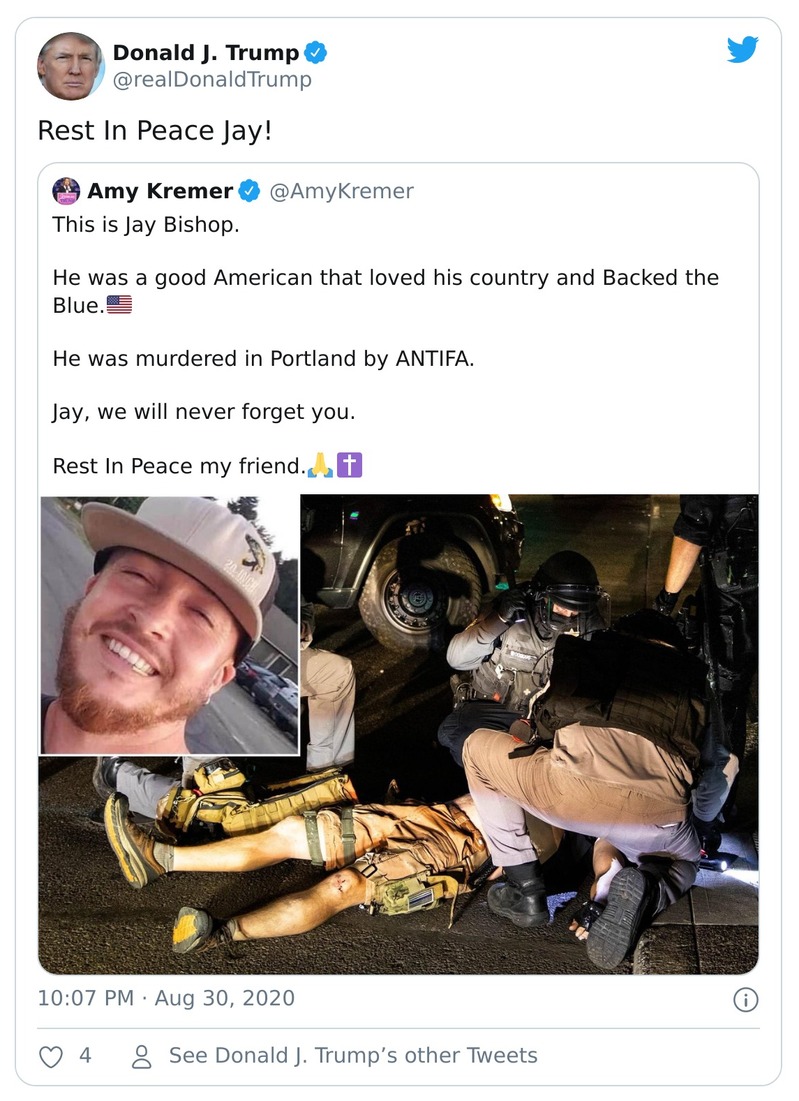 Donald J. Trump
@realDonaldTrump
Rest In Peace Jay!
Amy Kremer @AmyKremer
This is Jay Bishop.
He was a good American that loved his country and Backed the
Blue.🇺🇸
He was murdered in Portland by ANTIFA.
Jay, we will never forget you.
Rest In Peace my friend.🙏✝️
10:07 PM · Aug 30, 2020
4 See Donald J. Trump’s other Tweets